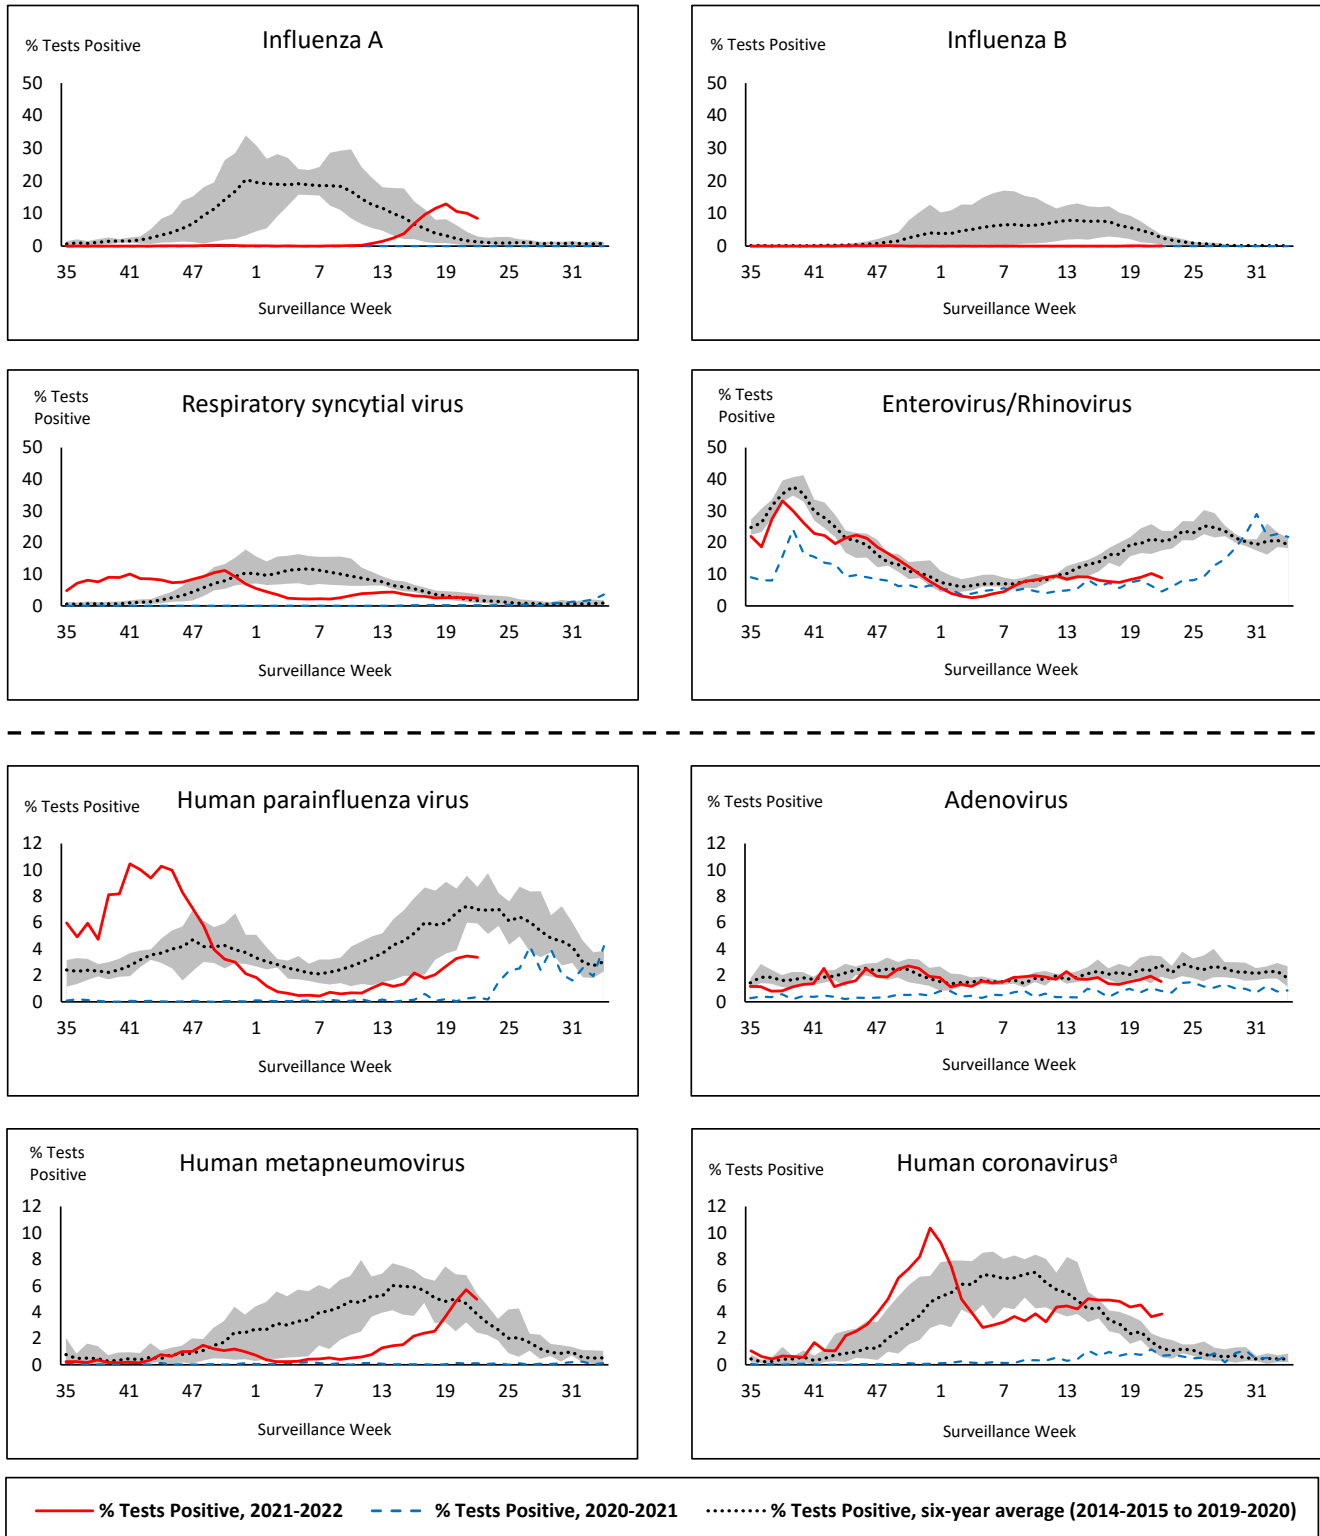 % Tests Positive
Influenza A
50
40
30
20
10
0
35 41 47 1 7 13 19 25 31
Surveillance Week
% Tests Positive
Influenza B
50
40
30
20
10
0
35 41 47 1 7 13 19 25 31
Surveillance Week
% Tests
Positive
Respiratory syncytial virus
50
40
30
20
10
0
35 41 47 1 7 13 19 25 31
Surveillance Week
% Tests
Positive
Enterovirus/Rhinovirus
50
40
30
20
10
0
35 41 47 1 7 13 19 25 31
Surveillance Week
% Tests Positive
Human parainfluenza virus
12
10
8
6
4
2
0
35 41 47 1 7 13 19 25 31
Surveillance Week
% Tests Positive
Adenovirus
12
10
8
6
4
2
0
35 41 47 1 7 13 19 25 31
Surveillance Week
% Tests
Positive
Human metapneumovirus
12
10
8
6
4
2
0
35 41 47 1 7 13 19 25 31
Surveillance Week
% Tests Positive
Human coronavirusᵃ
12
10
8
6
4
2
0
35 41 47 1 7 13 19 25 31
Surveillance Week
% Tests Positive, 2021-2022 % Tests Positive, 2020-2021 % Tests Positive, six-year average (2014-2015 to 2019-2020)